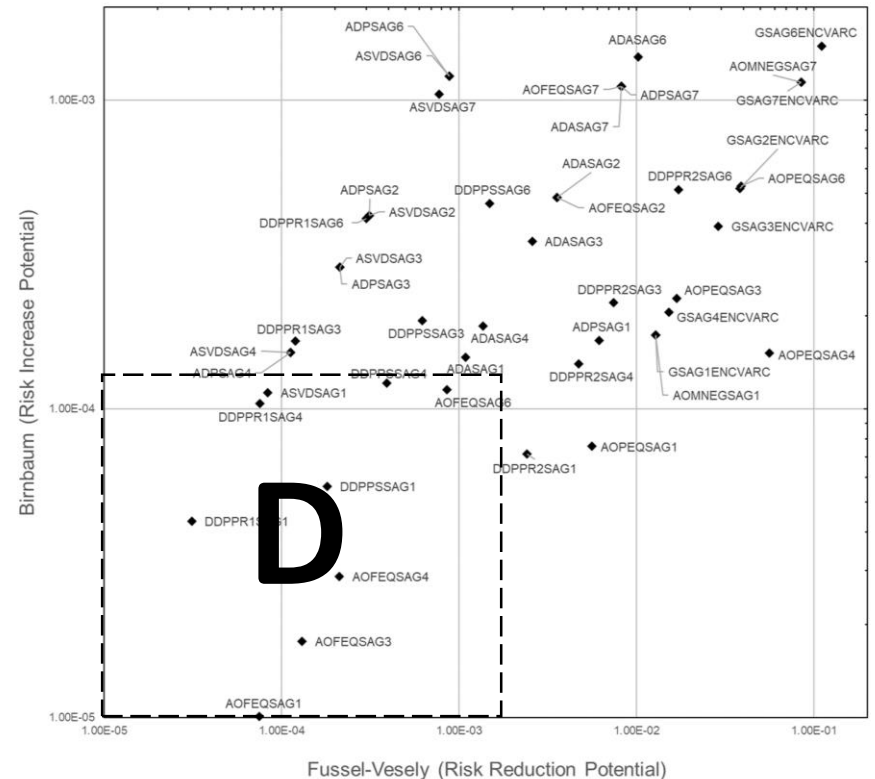 ADPSAG6
ASVDSAG6
ASVDSAG7
ADASAG6
GSAG6ENCVARC
AOMNEGSAG7
AOFEQSAG7
ADPSAG7
GSAG7ENCVARC
ADASAG7
GSAG2ENCVARC
ADASAG2
DDPPR2SAG6
AOPEQSAG6
ADPSAG2
DDPPSSAG6
ASVDSAG2
AOFEQSAG2
DDPPR1SAG6
GSAG3ENCVARC
ADASAG3
ASVDSAG3
ADPSAG3
DDPPR2SAG3
AOPEQSAG3
GSAG4ENCVARC
DDPPR1SAG3
DDPPSSAG3
ADASAG4
ADPSAG1
ASVDSAG4
AOPEQSAG4
ADPSAG4
DDPPSSAG4
ADASAG1
DDPPR2SAG4
GSAG1ENCVARC
ASVDSAG1
AOFEQSAG6
AOMNEGSAG1
DDPPR1SAG4
AOPEQSAG1
DDPPR2SAG1
DDPPSSAG1
DDPPR1SAG1
D
AOFEQSAG4
AOFEQSAG3
AOFEQSAG1
1.00E-03
1.00E-04
1.00E-05
Birnbaum (Risk Increase Potential)
1.00E-05 1.00E-04 1.00E-03 1.00E-02 1.00E-01
Fussel-Vesely (Risk Reduction Potential)